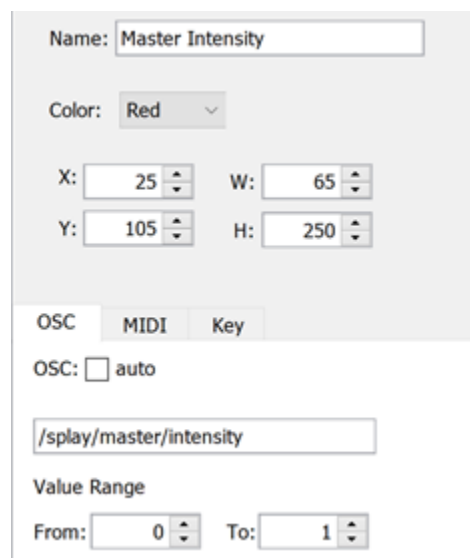 Name: Master Intensity
Color: Red
X: 25 W: 65
Y: 105 H: 250
OSC MIDI Key
OSC: auto
/splay/master/intensity
Value Range
From: 0 To: 1